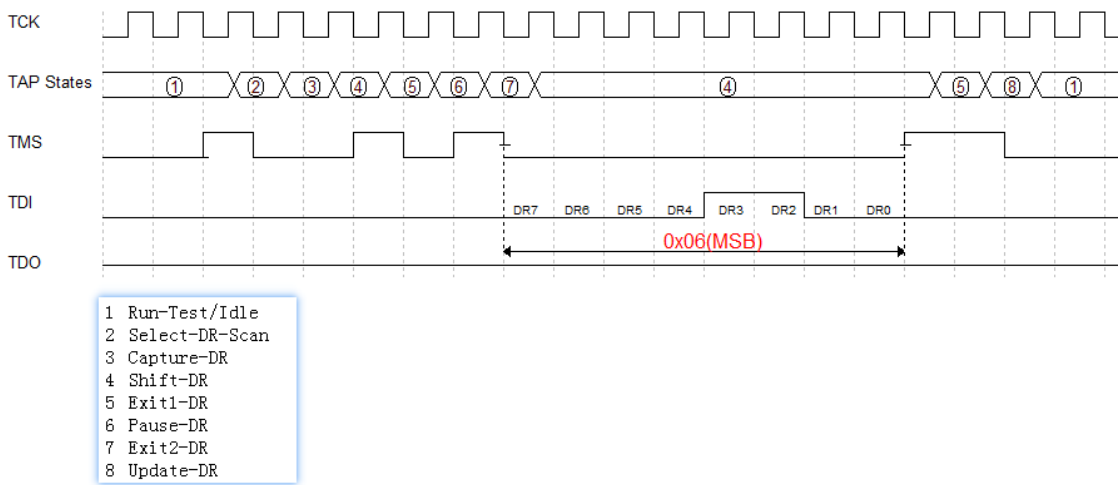 TCK
TAP States ① ② ③ ④ ⑤ ⑥ ⑦ ④ ⑤ ⑧ ①
TMS
TDI DR7 DR6 DR5 DR4 DR3 DR2 DR1 DR0
0x06(MSB)
TDO
1 Run-Test/Idle
2 Select-DR-Scan
3 Capture-DR
4 Shift-DR
5 Exit1-DR
6 Pause-DR
7 Exit2-DR
8 Update-DR